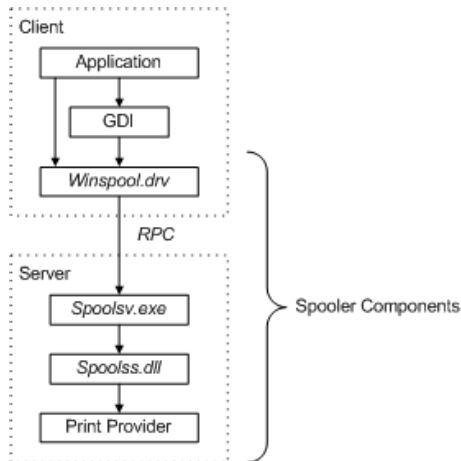 Client
Application
GDI
Winspool.drv
RPC
Server
Spoolsv.exe
Spoolss.dll
Print Provider
Spooler Components